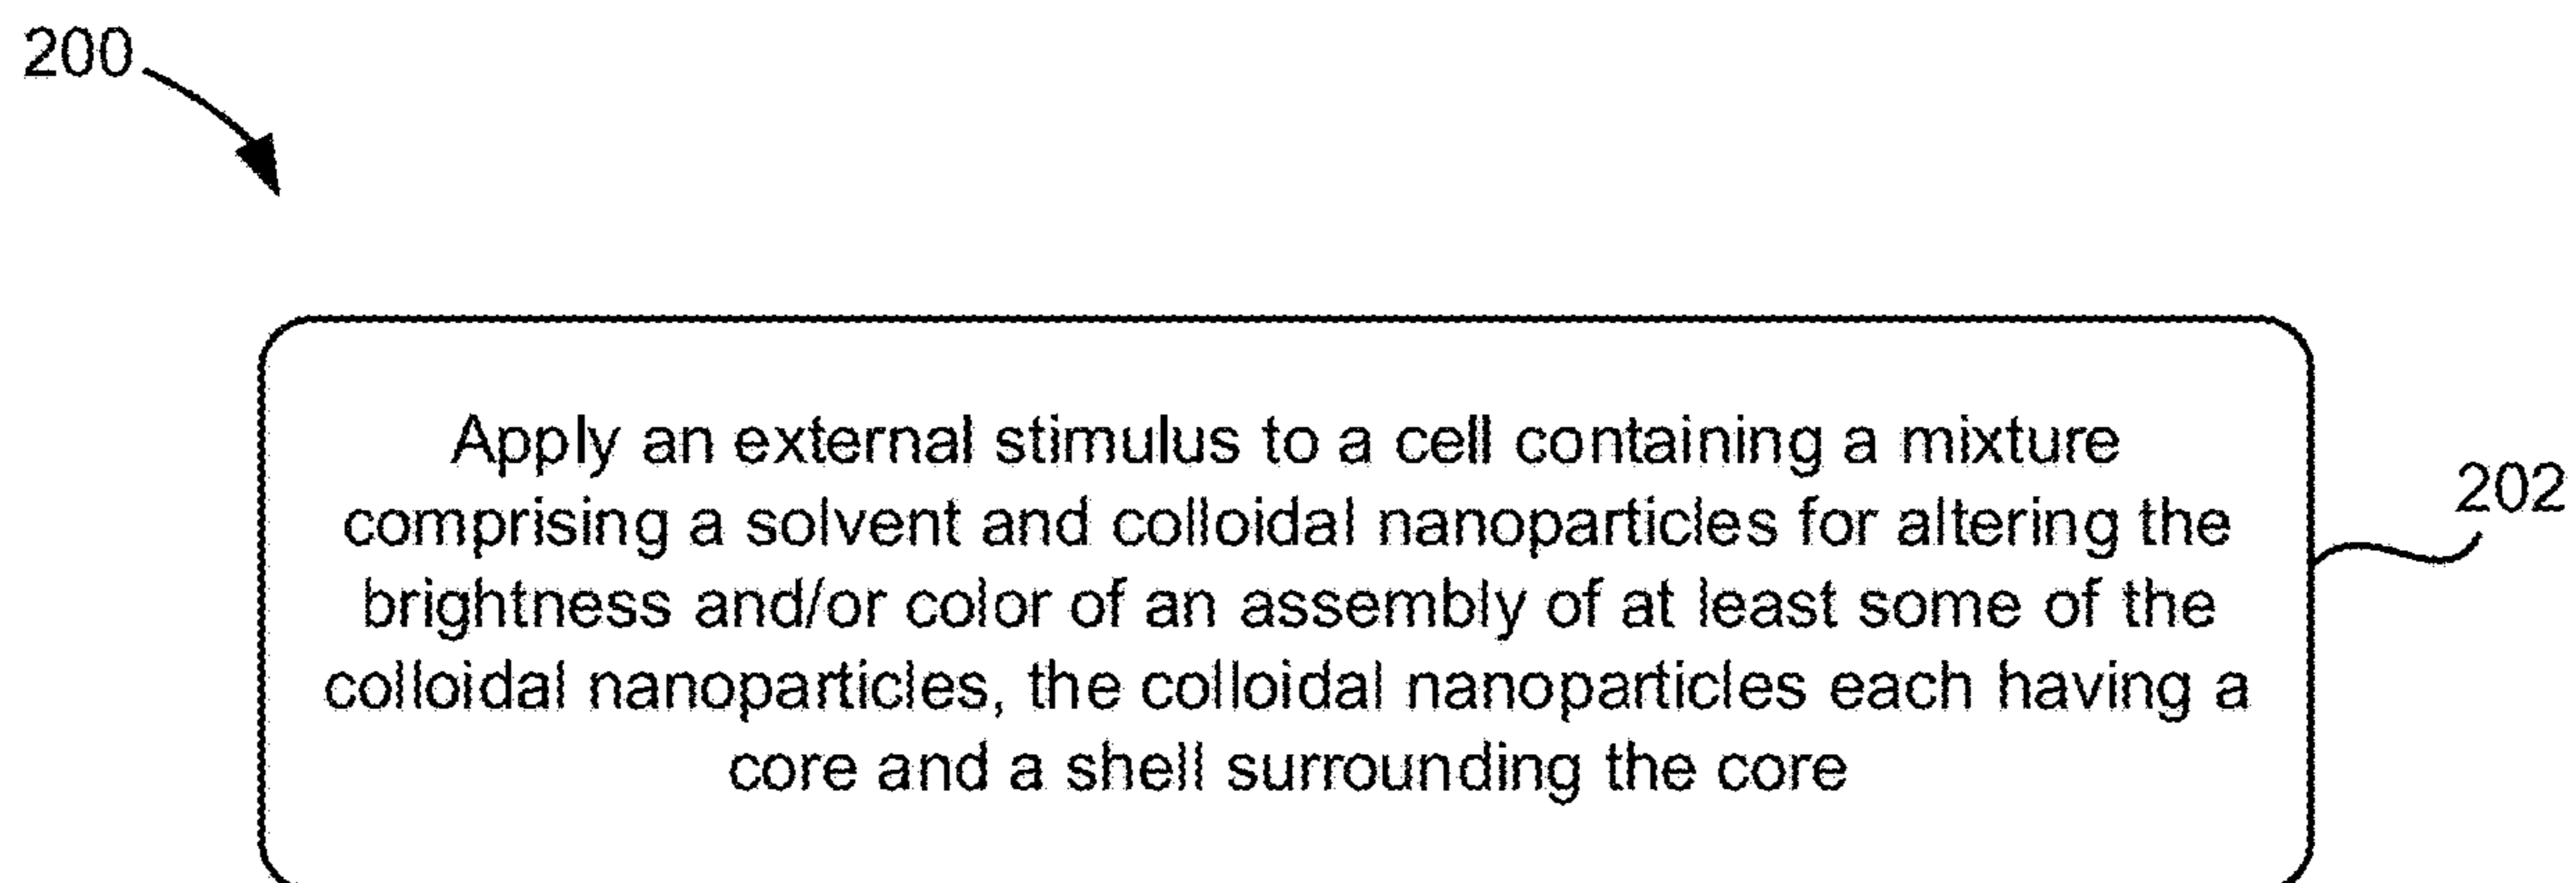 200
Apply an external stimulus to a cell containing a mixture
comprising a solvent and colloidal nanoparticles for altering the
brightness and/or color of an assembly of at least some of the
colloidal nanoparticles, the colloidal nanoparticles each having a
core and a shell surrounding the core
202